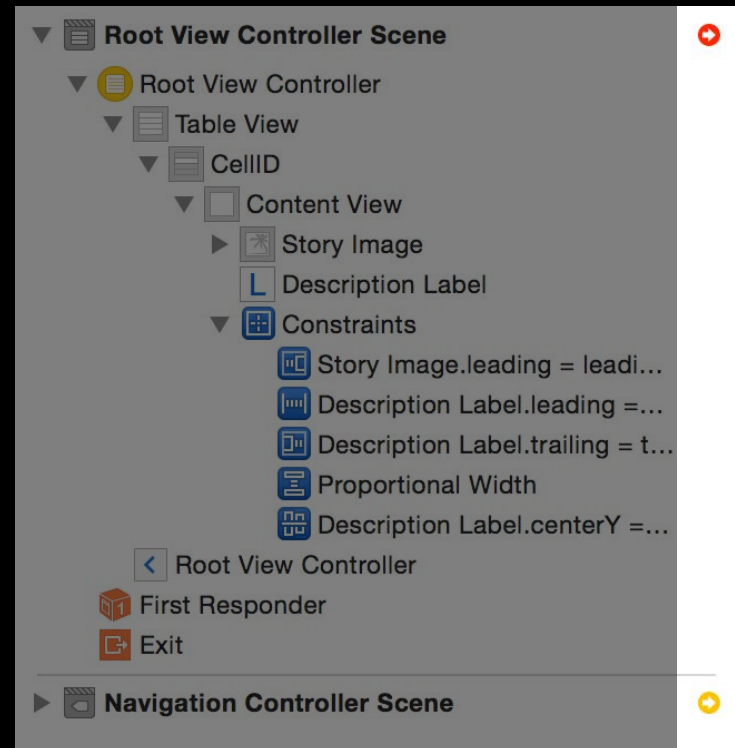 Root View Controller Scene
Root View Controller
Table View
CellID
Content View
Story Image
L Description Label
Constraints
Story Image.leading = leadi...
Description Label.leading =...
Description Label.trailing = t...
Proportional Width
Description Label.centerY =...
Root View Controller
1 First Responder
Exit
Navigation Controller Scene